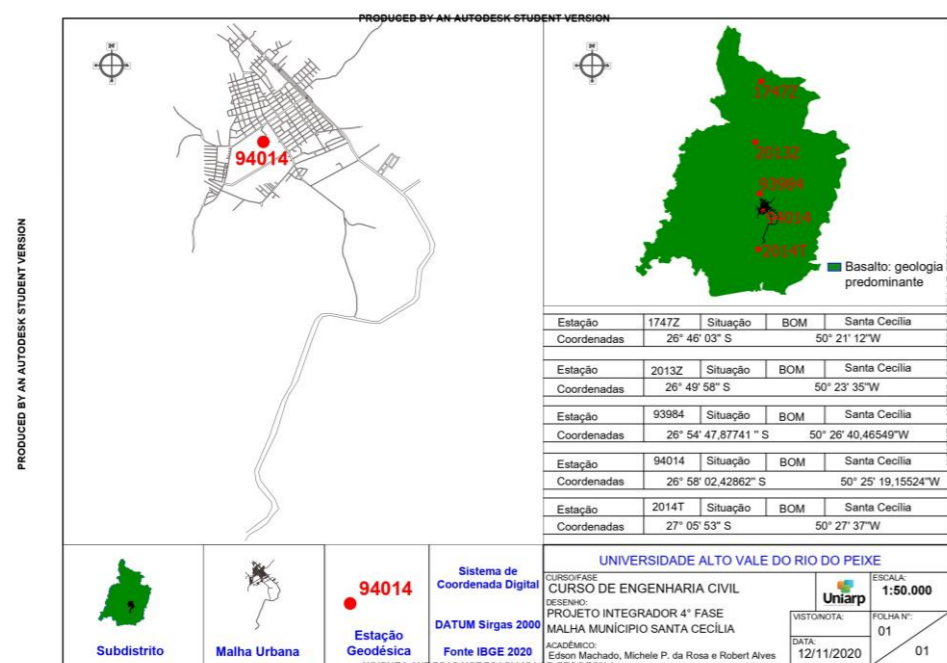 PRODUCED BY AN AUTODESK STUDENT VERSION
PRODUCED BY AN AUTODESK STUDENT VERSION
94014
1747Z
2013Z
93984
94014
2014T
Basalto: geologia
predominante
Estação 1747Z Situação BOM Santa Cecília
Coordenadas 26° 46' 03" S 50° 21' 12"W
Estação 2013Z Situação BOM Santa Cecília
Coordenadas 26° 49' 58" S 50° 23' 35"W
Estação 93984 Situação BOM Santa Cecília
Coordenadas 26° 54' 47,87741 " S 50° 26' 40,46549"W
Estação 94014 Situação BOM Santa Cecília
Coordenadas 26° 58' 02,42862" S 50° 25' 19,15524"W
Estação 2014T Situação BOM Santa Cecília
Coordenadas 27° 05' 53" S 50° 27' 37"W
Subdistrito
Malha Urbana
94014
Estação
Geodésica
Sistema de
Coordenada Digital
DATUM Sirgas 2000
Fonte IBGE 2020
UNIVERSIDADE ALTO VALE DO RIO DO PEIXE
CURSO/FASE
CURSO DE ENGENHARIA CIVIL
DESENHO:
PROJETO INTEGRADOR 4° FASE
MALHA MUNÍCIPIO SANTA CECÍLIA
ACADÊMICO:
Edson Machado, Michele P. da Rosa e Robert Alves
Uniarp
ESCALA:
1:50.000
VISTO/NOTA:
FOLHA N°:
01
01
DATA:
12/11/2020